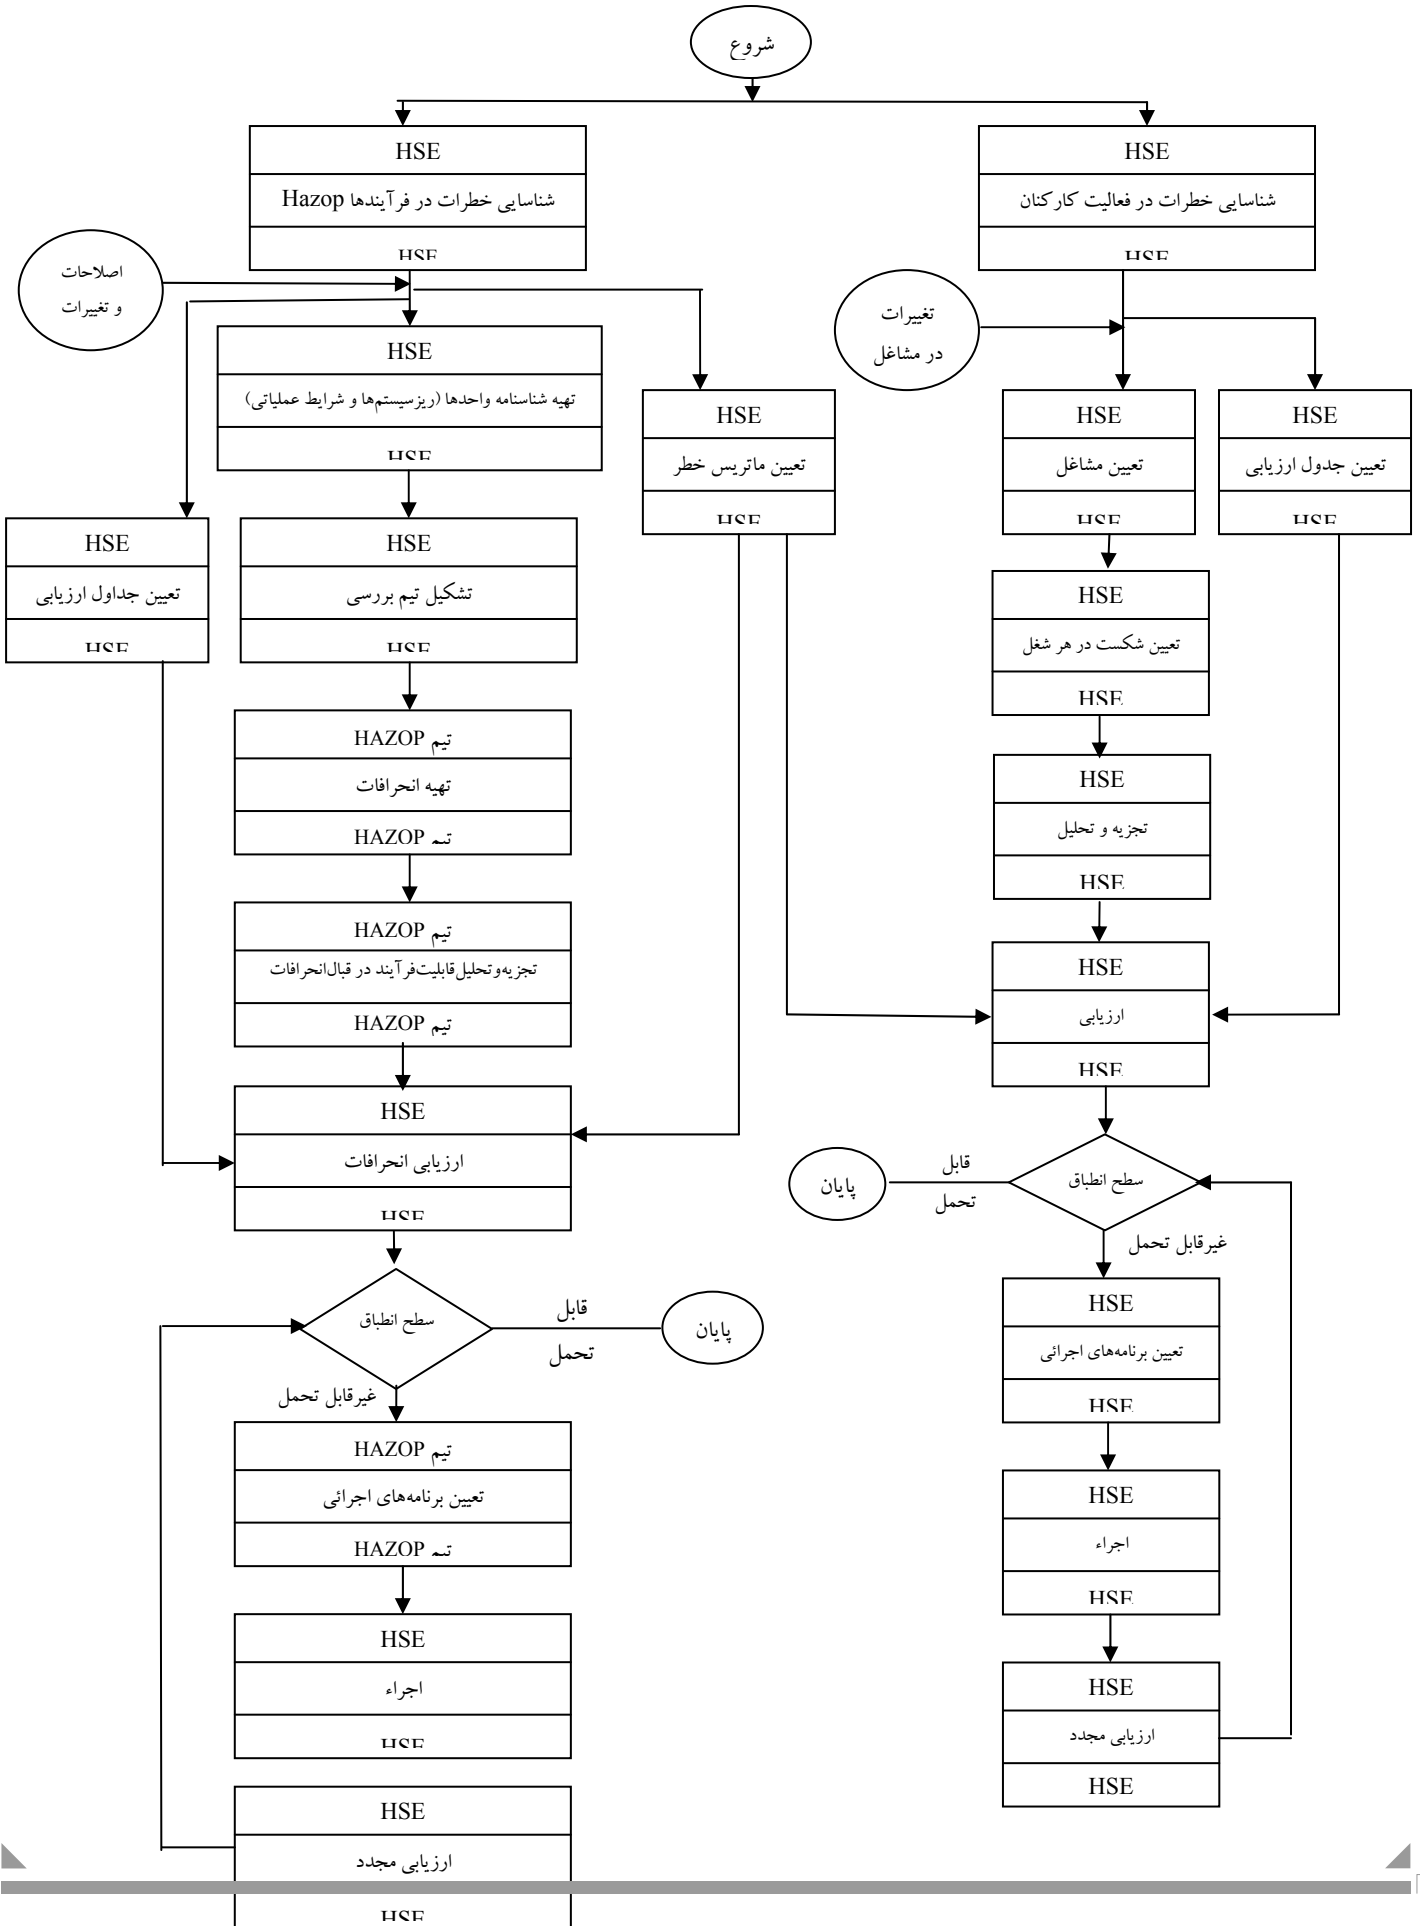 شروع
HSE
شناسایی خطرات در فعالیت کارکنان
HSE
HSE
شناسایی خطرات در فرآیندها Hazop
HSE
تغییرات
در مشاغل
اصلاحات
و تغییرات
HSE
تعیین جدول ارزیابی
HSE
HSE
تعیین مشاغل
HSE
HSE
تعیین ماتریس خطر
HSE
HSE
تهیه شناسنامه واحدها (ریزسیستم‌ها و شرایط عملیاتی)
HSE
HSE
تعیین شکست در هر شغل
HSE
HSE
تشکیل تیم بررسی
HSE
HSE
تعیین جداول ارزیابی
HSE
HSE
تجزیه و تحلیل
HSE
تیم HAZOP
تهیه انحرافات
تیم HAZOP
HSE
ارزیابی
HSE
تیم HAZOP
تجزیه‌وتحلیل‌قابلیت‌فرآیند در قبال‌انحرافات
تیم HAZOP
HSE
ارزیابی انحرافات
HSE
سطح انطباق
قابل
تحمل
پایان
غیرقابل تحمل
سطح انطباق
قابل
تحمل
پایان
غیرقابل تحمل
HSE
تعیین برنامه‌های اجرائی
HSE
تیم HAZOP
تعیین برنامه‌های اجرائی
تیم HAZOP
HSE
اجراء
HSE
HSE
اجراء
HSE
HSE
ارزیابی مجدد
HSE
HSE
ارزیابی مجدد
HSE